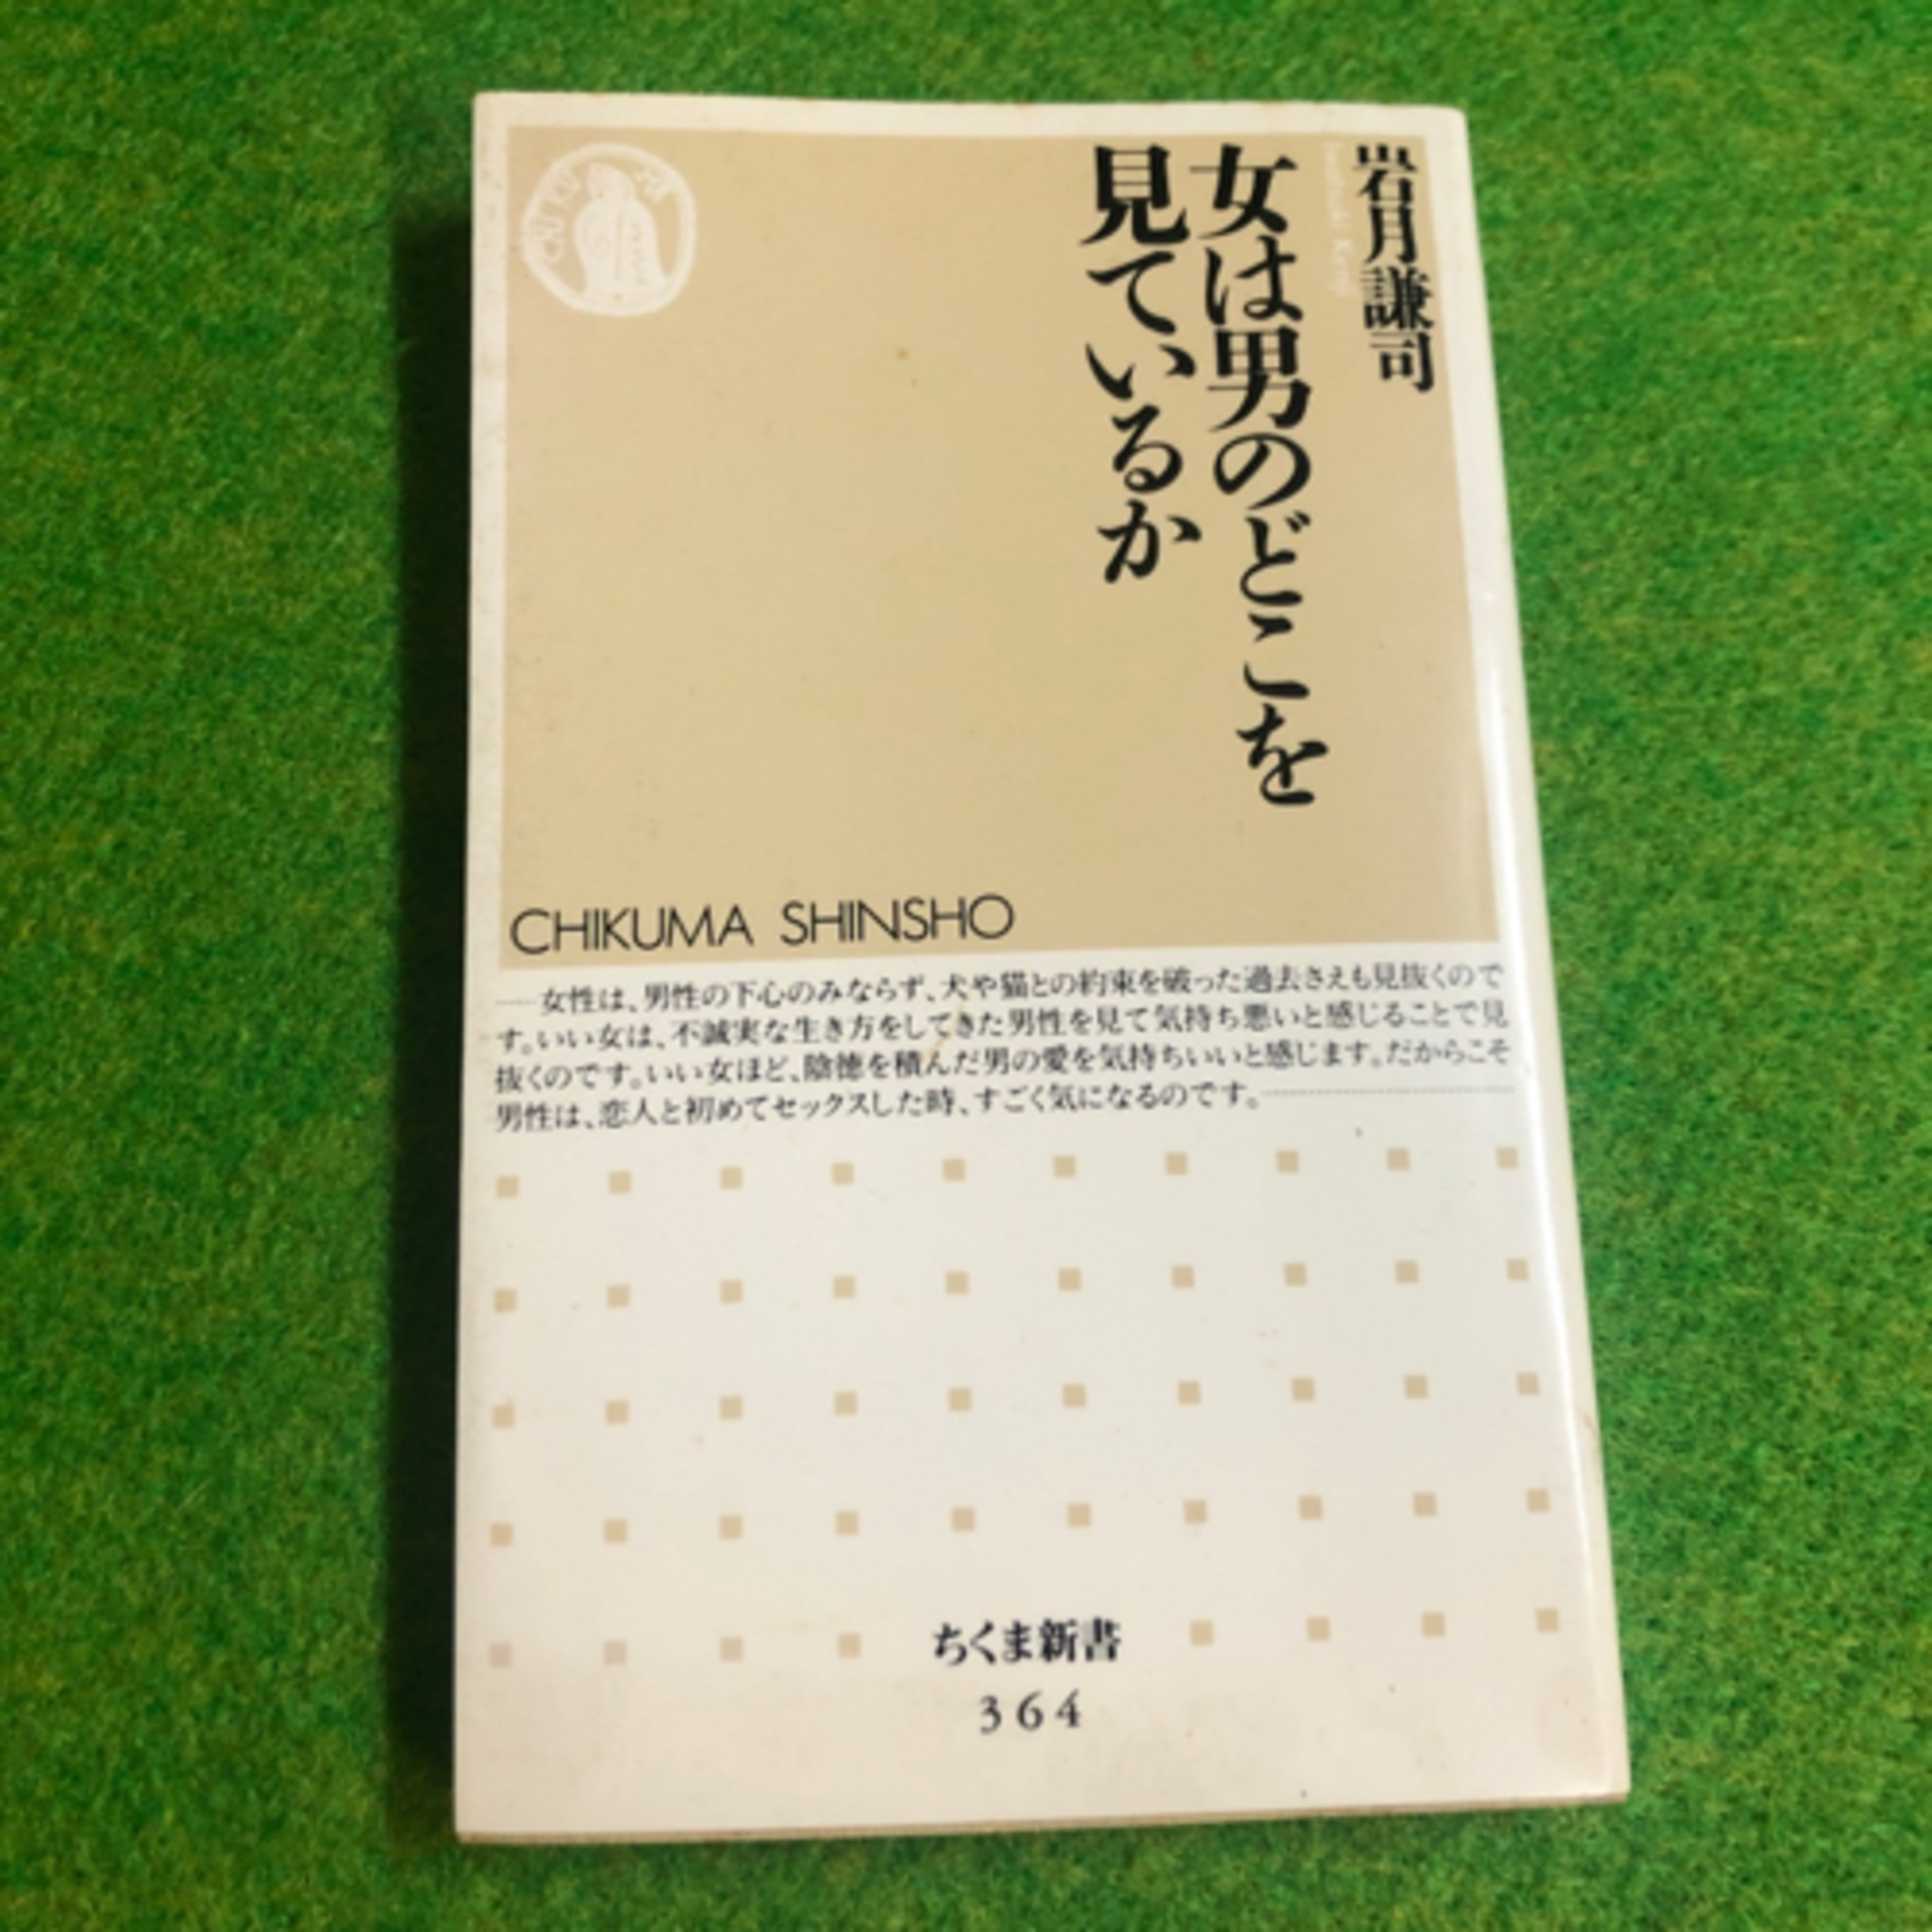 岩月謙司
Iwatsuki Kenji
女は男のどこを
見ているか
CHIKUMA SHINSHO
女性は、男性の下心のみならず、犬や猫との約束を破った過去さえも見抜くので
す。いい女は、不誠実な生き方をしてきた男性を見て気持ち悪いと感じることで見
抜くのです。いい女ほど、陰徳を積んだ男の愛を気持ちいいと感じます。だからこそ
男性は、恋人と初めてセックスした時、すごく気になるのです。
ちくま新書
364